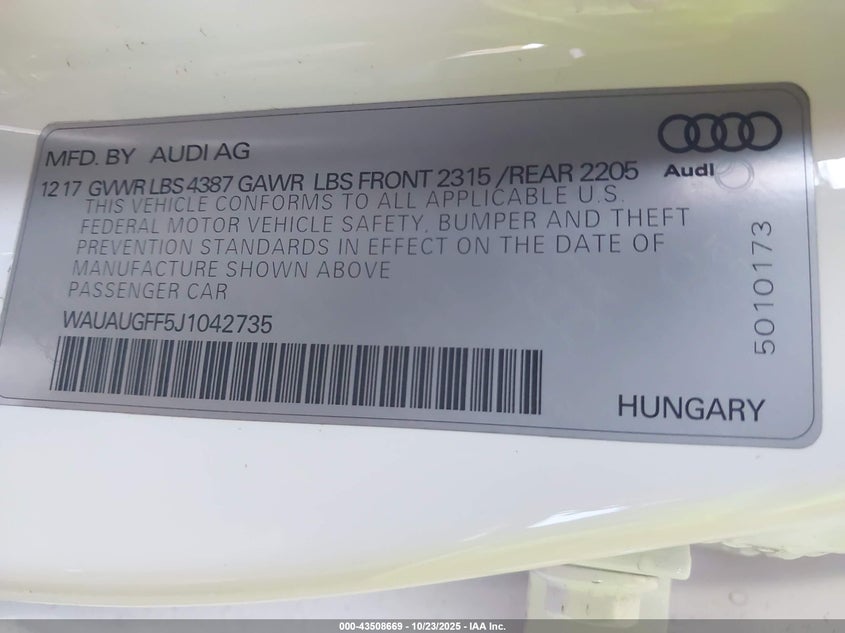 MFD. BY AUDI AG
Audi
12 17 GVWR LBS 4387 GAWR LBS FRONT 2315 /REAR 2205
THIS VEHICLE CONFORMS TO ALL APPLICABLE U.S.
FEDERAL MOTOR VEHICLE SAFETY, BUMPER AND THEFT
PREVENTION STANDARDS IN EFFECT ON THE DATE OF
MANUFACTURE SHOWN ABOVE
PASSENGER CAR
WAUAUGFF5J1042735
5010173
HUNGARY
000-43508669 - 10/23/2025 - IAA Inc.